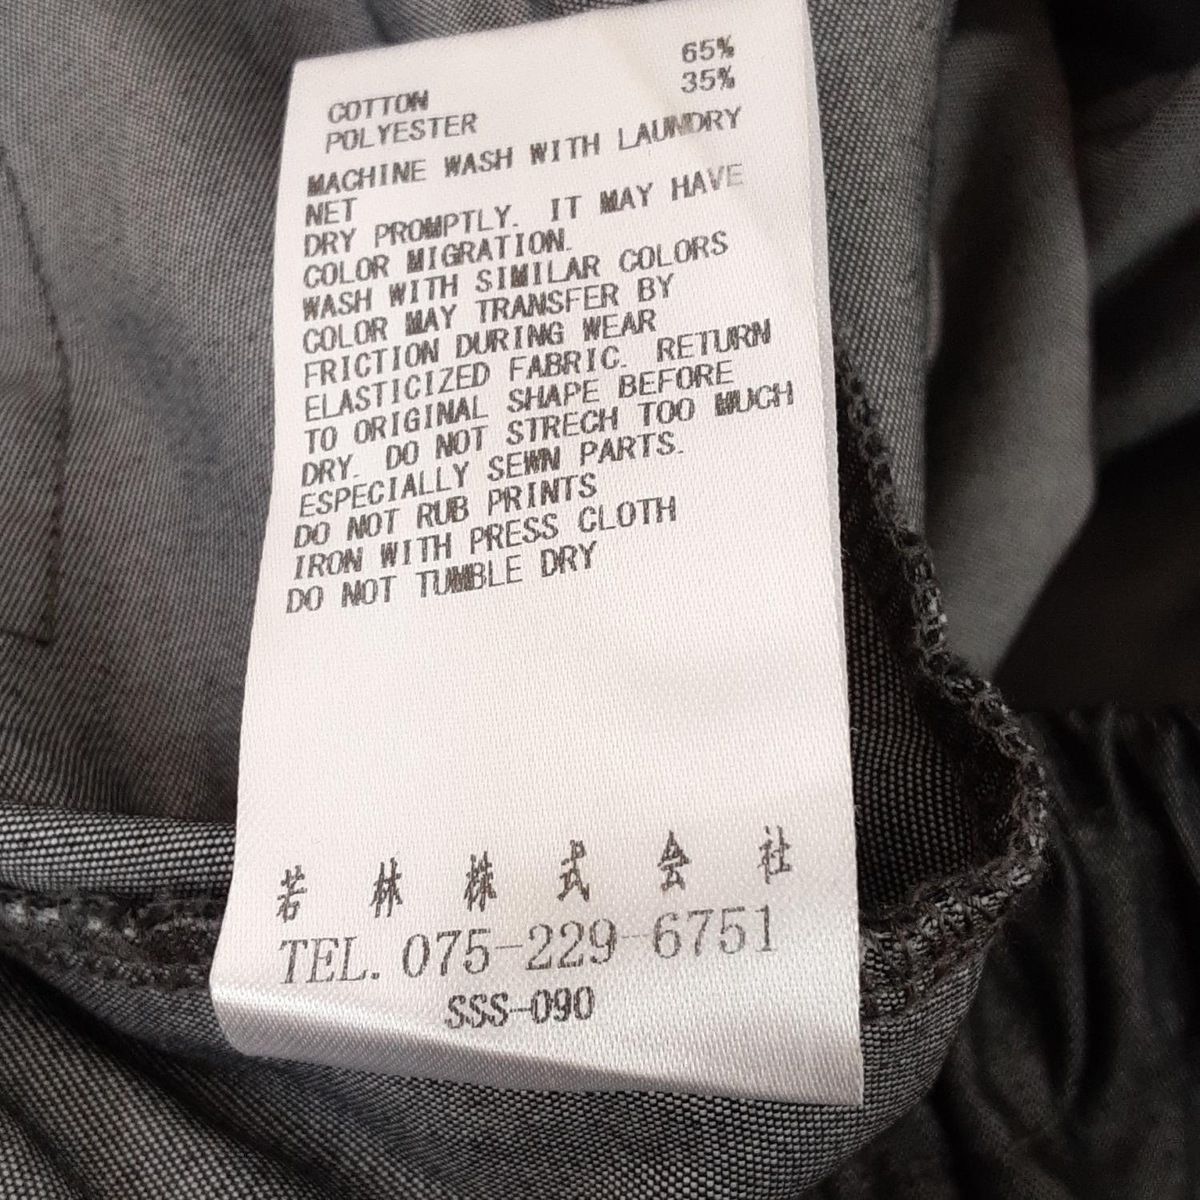 COTTON 65%
POLYESTER 35%
MACHINE WASH WITH LAUNDRY
NET
DRY PROMPTLY. IT MAY HAVE
COLOR MIGRATION.
WASH WITH SIMILAR COLORS
COLOR MAY TRANSFER BY
FRICTION DURING WEAR
ELASTICIZED FABRIC. RETURN
TO ORIGINAL SHAPE BEFORE
DRY. DO NOT STRECH TOO MUCH
ESPECIALLY SEWN PARTS.
DO NOT RUB PRINTS
IRON WITH PRESS CLOTH
DO NOT TUMBLE DRY
若林株式会社
TEL. 075-229-6751
SSS-090